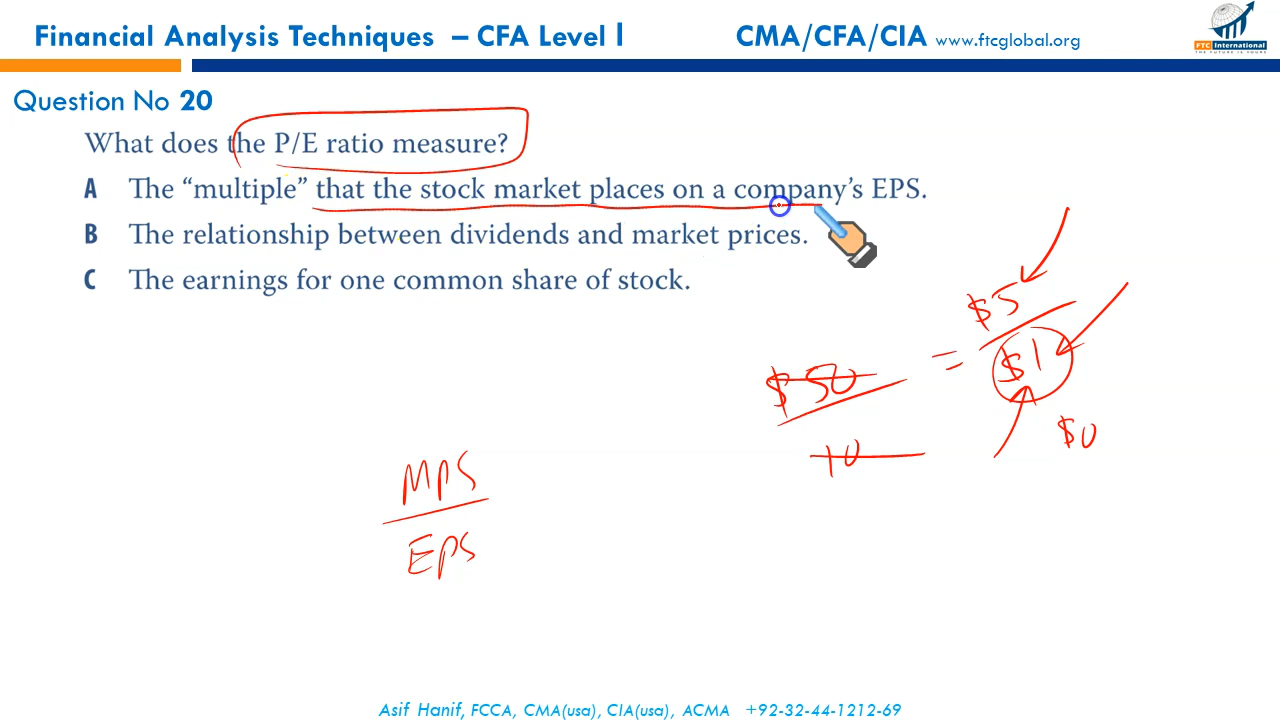 Financial Analysis Techniques – CFA Level I
CMA/CFA/CIA www.ftcglobal.org
FTC International
Question No 20
What does the P/E ratio measure?
A The “multiple” that the stock market places on a company’s EPS.
B The relationship between dividends and market prices.
C The earnings for one common share of stock.
$50
10
=
$5
$1
$0
MPS
EPS
Asif Hanif, FCCA, CMA(usa), CIA(usa), ACMA +92-32-44-1212-69